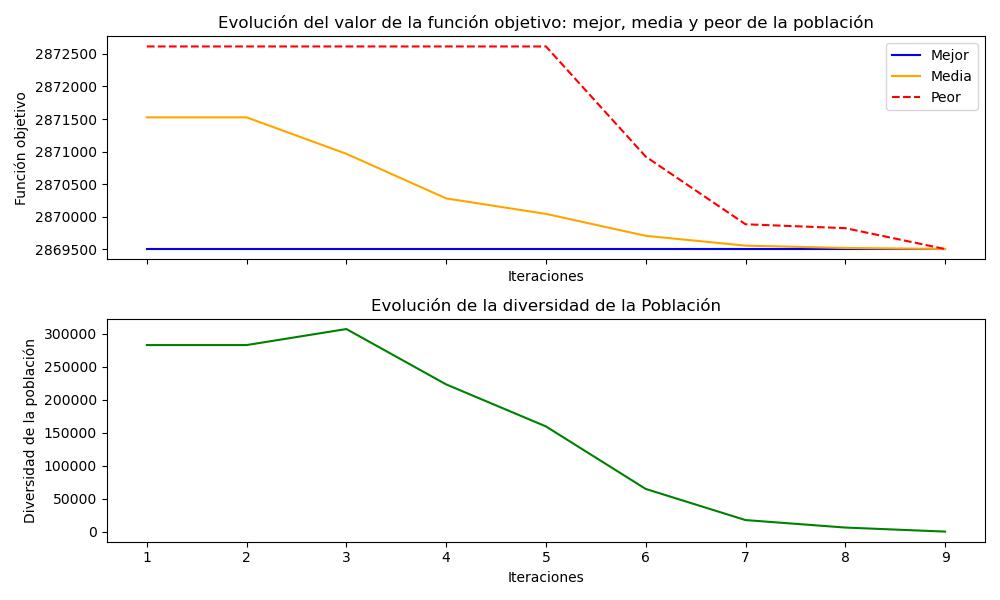 Evolución del valor de la función objetivo: mejor, media y peor de la población
Función objetivo
2872500
2872000
2871500
2871000
2870500
2870000
2869500
Mejor
Media
Peor
Iteraciones
Evolución de la diversidad de la Población
Diversidad de la población
300000
250000
200000
150000
100000
50000
0
1 2 3 4 5 6 7 8 9
Iteraciones